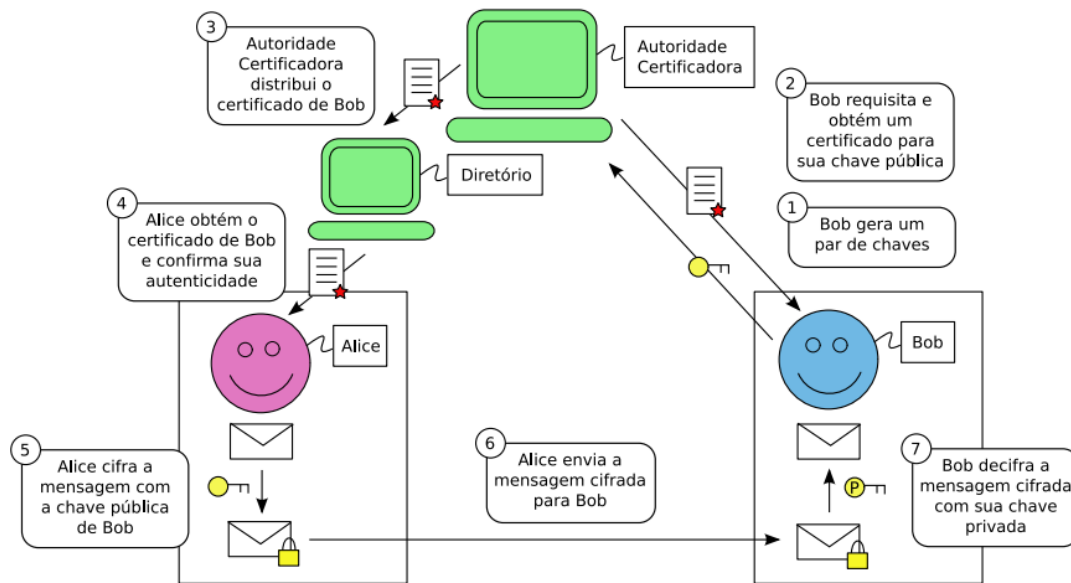 3
Autoridade
Certificadora
distribui o
certificado de Bob
Autoridade
Certificadora
2
Bob requisita e
obtém um
certificado para
sua chave pública
Diretório
4
Alice obtém o
certificado de Bob
e confirma sua
autenticidade
1
Bob gera um
par de chaves
Alice
Bob
5
Alice cifra a
mensagem com
a chave pública
de Bob
6
Alice envia a
mensagem cifrada
para Bob
P
7
Bob decifra a
mensagem cifrada
com sua chave
privada